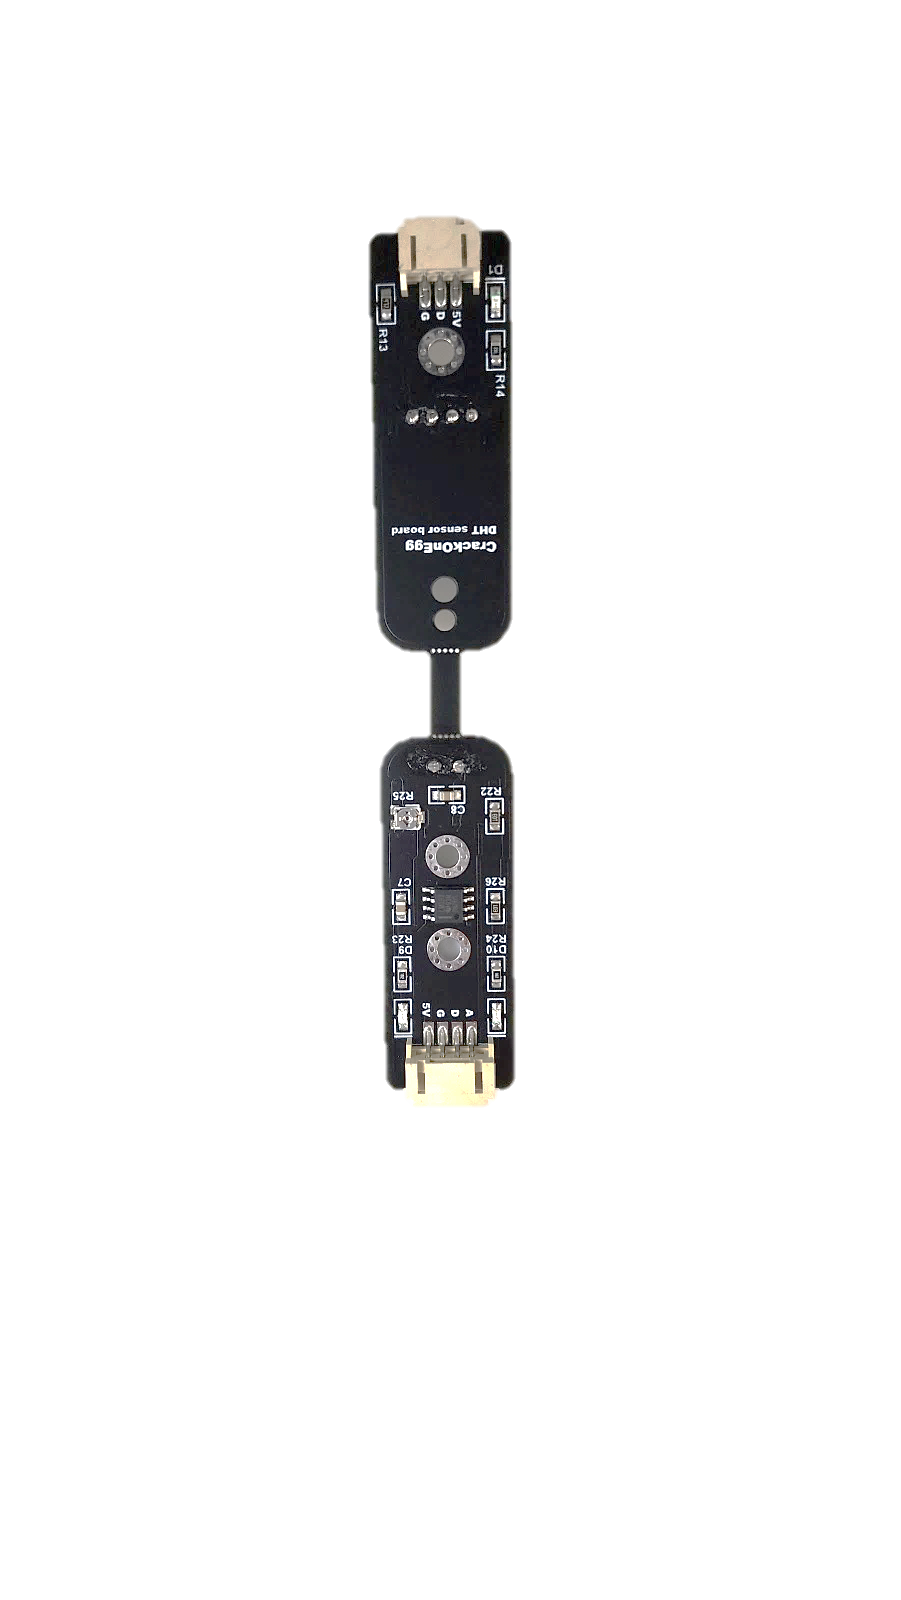 D1
5V
D
G
R13
R14
CrackOnEgg
DHT sensor board
R25
C8
R22
C7
R26
R23
D9
R24
D10
5V
G
D
A